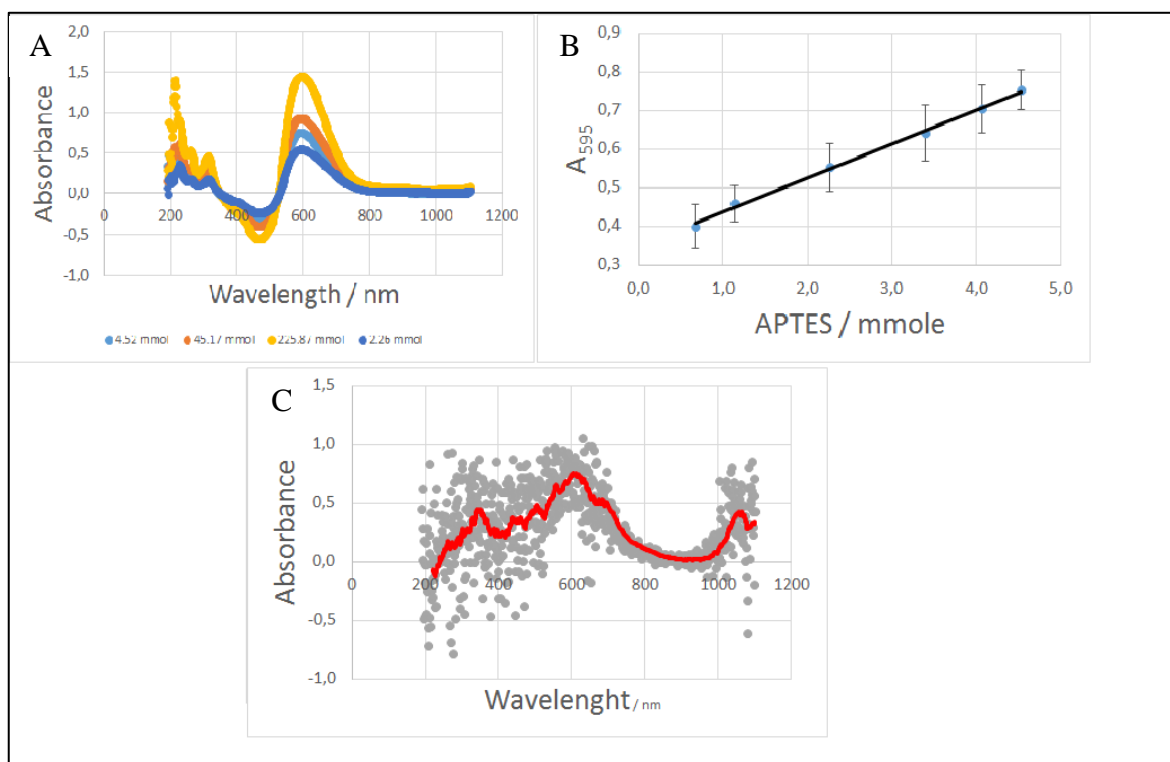 A
2,0
1,5
1,0
0,5
0,0
-0,5
-1,0
Absorbance
200 400 600 800 1000 1200
Wavelength / nm
4.52 mmol 45.17 mmol 225.87 mmol 2.26 mmol
B
0,9
0,8
0,7
0,6
0,5
0,4
0,3
A595
0,0 1,0 2,0 3,0 4,0 5,0
APTES / mmole
C
1,5
1,0
0,5
0,0
-0,5
-1,0
Absorbance
0 200 400 600 800 1000 1200
Wavelenght / nm